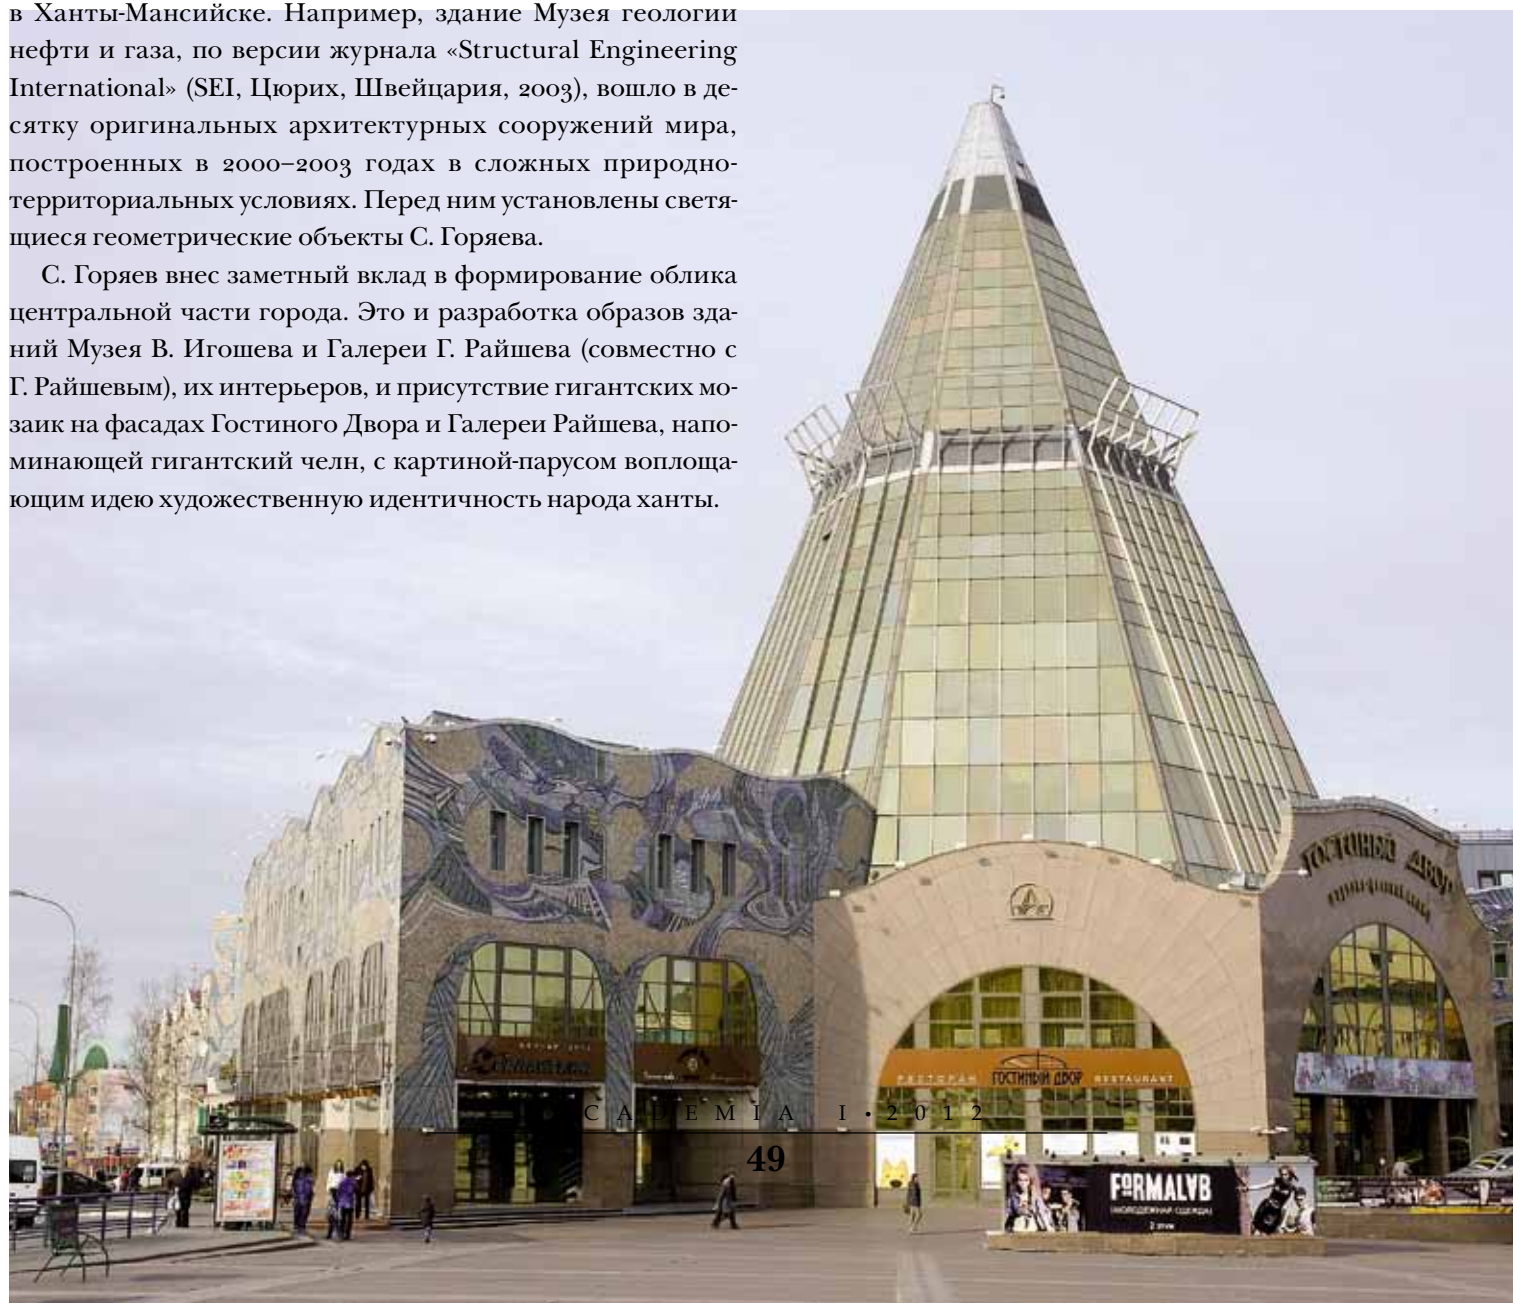 в Ханты-Мансийске. Например, здание Музея геологии
нефти и газа, по версии журнала «Structural Engineering
International» (SEI, Цюрих, Швейцария, 2003), вошло в де-
сятку оригинальных архитектурных сооружений мира,
построенных в 2000–2003 годах в сложных природно-
территориальных условиях. Перед ним установлены светя-
щиеся геометрические объекты С. Горяева.
С. Горяев внес заметный вклад в формирование облика
центральной части города. Это и разработка образов зда-
ний Музея В. Игошева и Галереи Г. Райшева (совместно с
Г. Райшевым), их интерьеров, и присутствие гигантских мо-
заик на фасадах Гостиного Двора и Галереи Райшева, напо-
минающей гигантский челн, с картиной-парусом воплоща-
ющим идею художественную идентичность народа ханты.
ГОСТИНЫЙ ДВОР
РЕСТОРАН ГОСТИНЫЙ ДВОР RESTAURANT
CADEMIA I • 2012
49
FORMALAB
(МОЛОДЕЖНАЯ ОДЕЖДА)
2 этаж